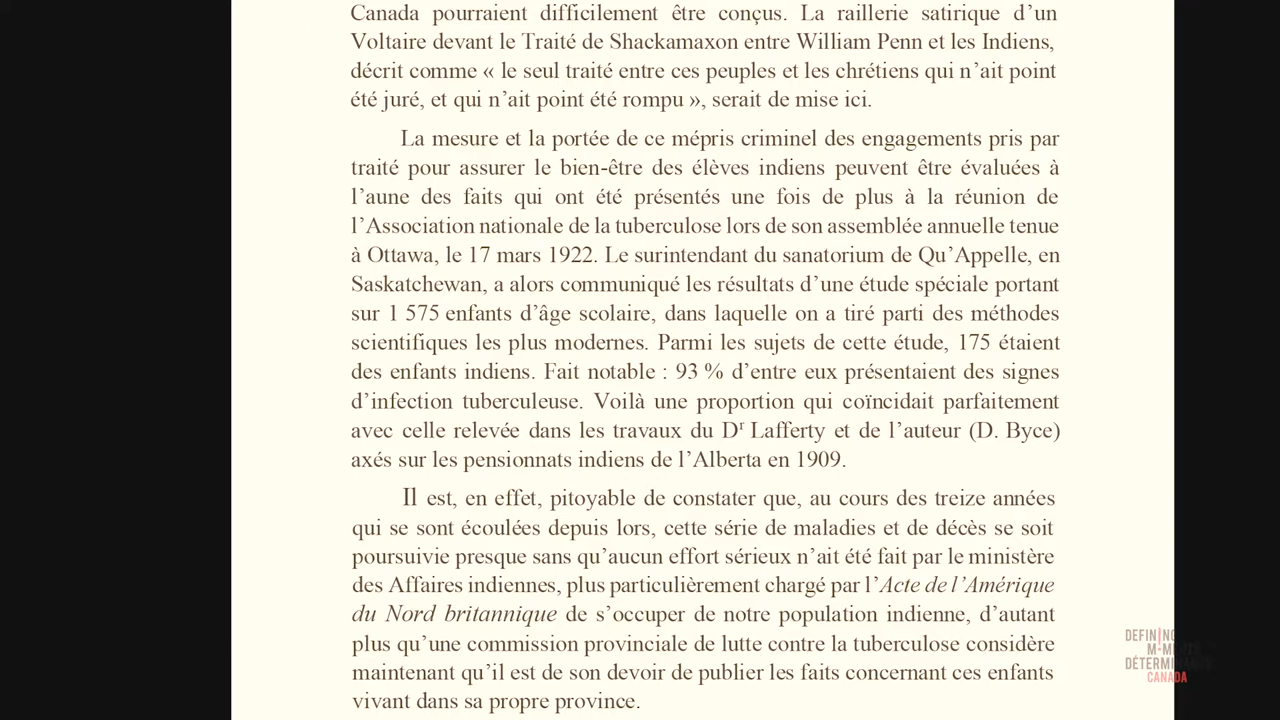 Canada pourraient difficilement être conçus. La raillerie satirique d’un
Voltaire devant le Traité de Shackamaxon entre William Penn et les Indiens,
décrit comme « le seul traité entre ces peuples et les chrétiens qui n’ait point
été juré, et qui n’ait point été rompu », serait de mise ici.
La mesure et la portée de ce mépris criminel des engagements pris par
traité pour assurer le bien-être des élèves indiens peuvent être évaluées à
l’aune des faits qui ont été présentés une fois de plus à la réunion de
l’Association nationale de la tuberculose lors de son assemblée annuelle tenue
à Ottawa, le 17 mars 1922. Le surintendant du sanatorium de Qu’Appelle, en
Saskatchewan, a alors communiqué les résultats d’une étude spéciale portant
sur 1 575 enfants d’âge scolaire, dans laquelle on a tiré parti des méthodes
scientifiques les plus modernes. Parmi les sujets de cette étude, 175 étaient
des enfants indiens. Fait notable : 93 % d’entre eux présentaient des signes
d’infection tuberculeuse. Voilà une proportion qui coïncidait parfaitement
avec celle relevée dans les travaux du Dʳ Lafferty et de l’auteur (D. Byce)
axés sur les pensionnats indiens de l’Alberta en 1909.
Il est, en effet, pitoyable de constater que, au cours des treize années
qui se sont écoulées depuis lors, cette série de maladies et de décès se soit
poursuivie presque sans qu’aucun effort sérieux n’ait été fait par le ministère
des Affaires indiennes, plus particulièrement chargé par l’Acte de l’Amérique
du Nord britannique de s’occuper de notre population indienne, d’autant
plus qu’une commission provinciale de lutte contre la tuberculose considère
maintenant qu’il est de son devoir de publier les faits concernant ces enfants
vivant dans sa propre province.
DEFINING
CANADA